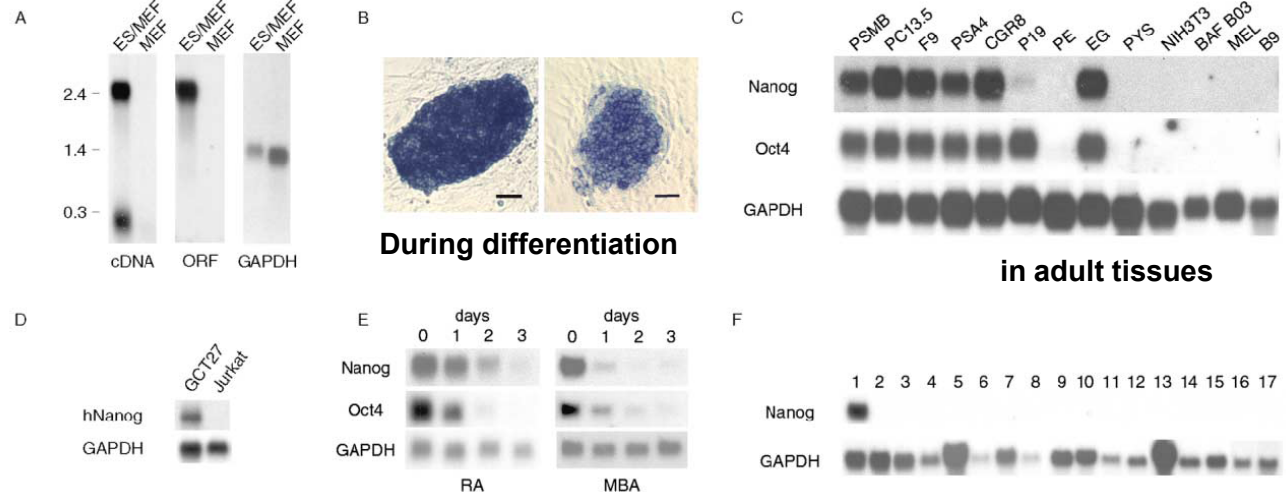 A
ES/MEF MEF ES/MEF MEF ES/MEF MEF
2.4 –
1.4 –
0.3 –
cDNA ORF GAPDH
B
During differentiation
C
PSMB PC13.5 F9 PSA4 CGR8 P19 PE EG PYS NIH3T3 BAF B03 MEL B9
Nanog
Oct4
GAPDH
in adult tissues
D
GCT27 Jurkat
hNanog
GAPDH
E
days days
0 1 2 3 0 1 2 3
Nanog
Oct4
GAPDH
RA MBA
F
1 2 3 4 5 6 7 8 9 10 11 12 13 14 15 16 17
Nanog
GAPDH